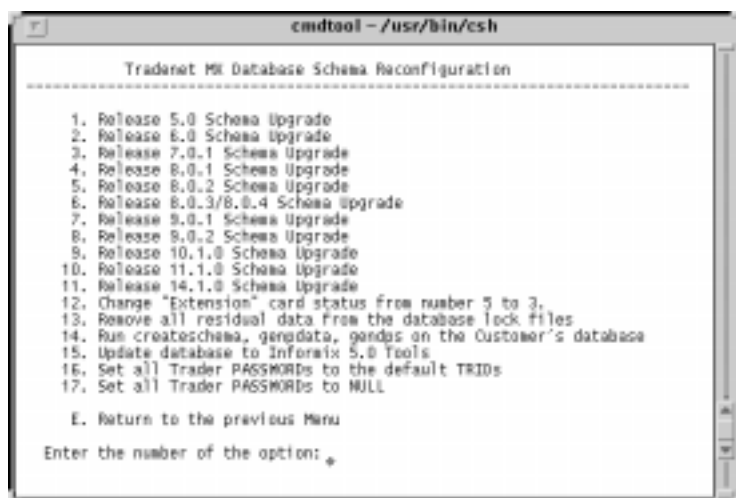 cmdtool - /usr/bin/csh
Tradenet MX Database Schema Reconfiguration
1. Release 5.0 Schema Upgrade
2. Release 6.0 Schema Upgrade
3. Release 7.0.1 Schema Upgrade
4. Release 8.0.1 Schema Upgrade
5. Release 8.0.2 Schema Upgrade
6. Release 8.0.3/8.0.4 Schema Upgrade
7. Release 9.0.1 Schema Upgrade
8. Release 9.0.2 Schema Upgrade
9. Release 10.1.0 Schema Upgrade
10. Release 11.1.0 Schema Upgrade
11. Release 14.1.0 Schema Upgrade
12. Change "Extension" card status from number 5 to 3.
13. Remove all residual data from the database lock files
14. Run createschema, genpdata, gendps on the Customer's database
15. Update database to Informix 5.0 Tools
16. Set all Trader PASSWORDs to the default TRIDs
17. Set all Trader PASSWORDs to NULL
E. Return to the previous Menu
Enter the number of the option: